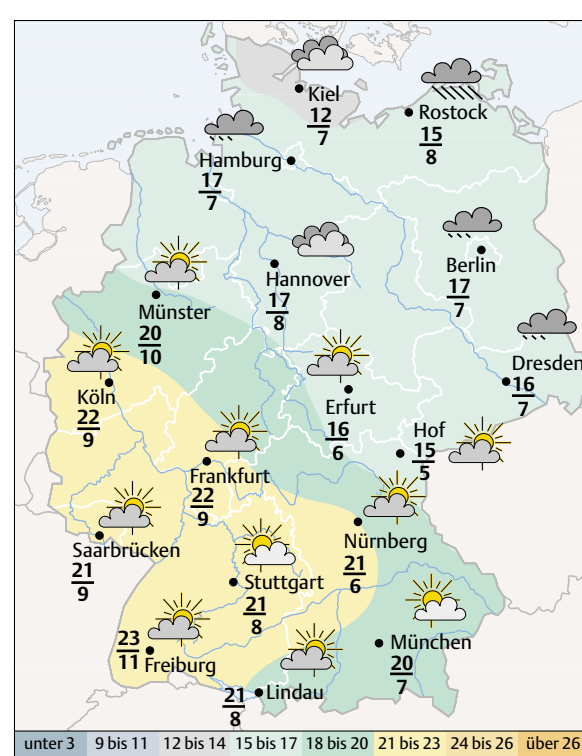 Kiel
12
7
Rostock
15
8
Hamburg
17
7
Berlin
17
7
Hannover
17
8
Münster
20
10
Dresden
16
7
Köln
22
9
Erfurt
16
6
Hof
15
5
Frankfurt
22
9
Nürnberg
21
6
Saarbrücken
21
9
Stuttgart
21
8
München
20
7
23
11
Freiburg
Lindau
21
8
unter 3 9 bis 11 12 bis 14 15 bis 17 18 bis 20 21 bis 23 24 bis 26 über 26